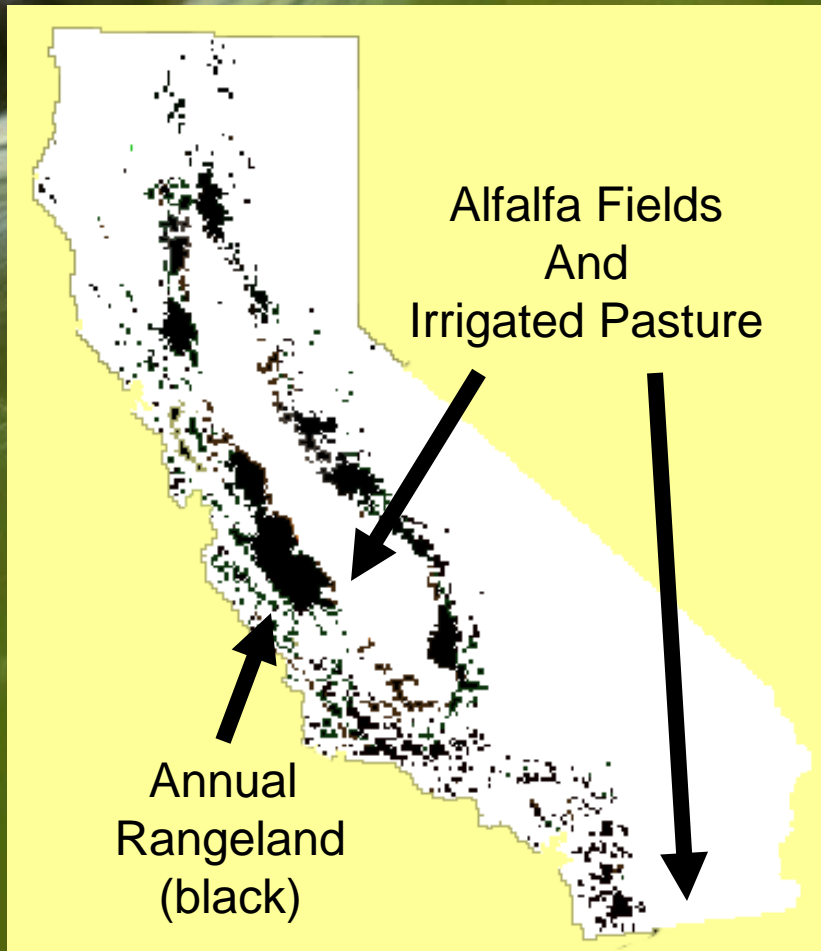 Alfalfa Fields
And
Irrigated Pasture
Annual
Rangeland
(black)